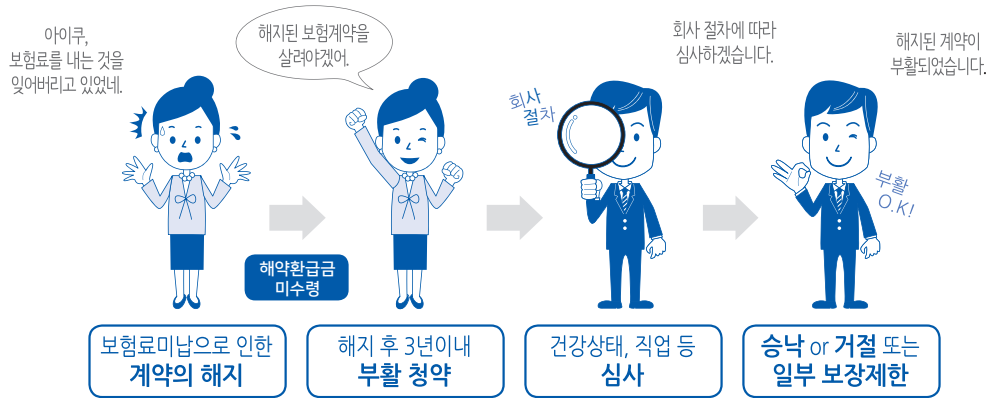 아이쿠,
보험료를 내는 것을
잊어버리고 있었네.
해지된 보험계약을
살려야겠어.
회사 절차에 따라
심사하겠습니다.
해지된 계약이
부활되었습니다.
회사
절차
부활
O.K!
해약환급금
미수령
보험료미납으로 인한
계약의 해지
해지 후 3년이내
부활 청약
건강상태, 직업 등
심사
승낙 or 거절 또는
일부 보장제한